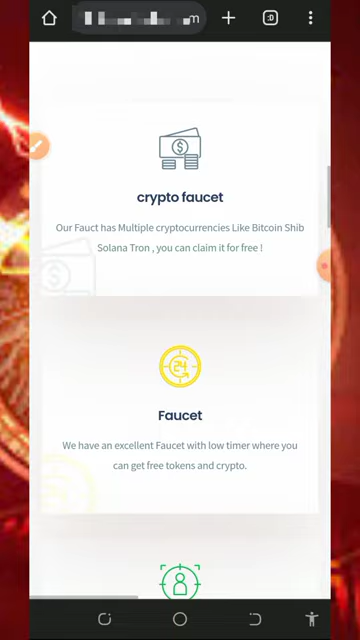 m
:D
crypto faucet
Our Fauct has Multiple cryptocurrencies Like Bitcoin Shib
Solana Tron , you can claim it for free !
24
Faucet
We have an excellent Faucet with low timer where you
can get free tokens and crypto.